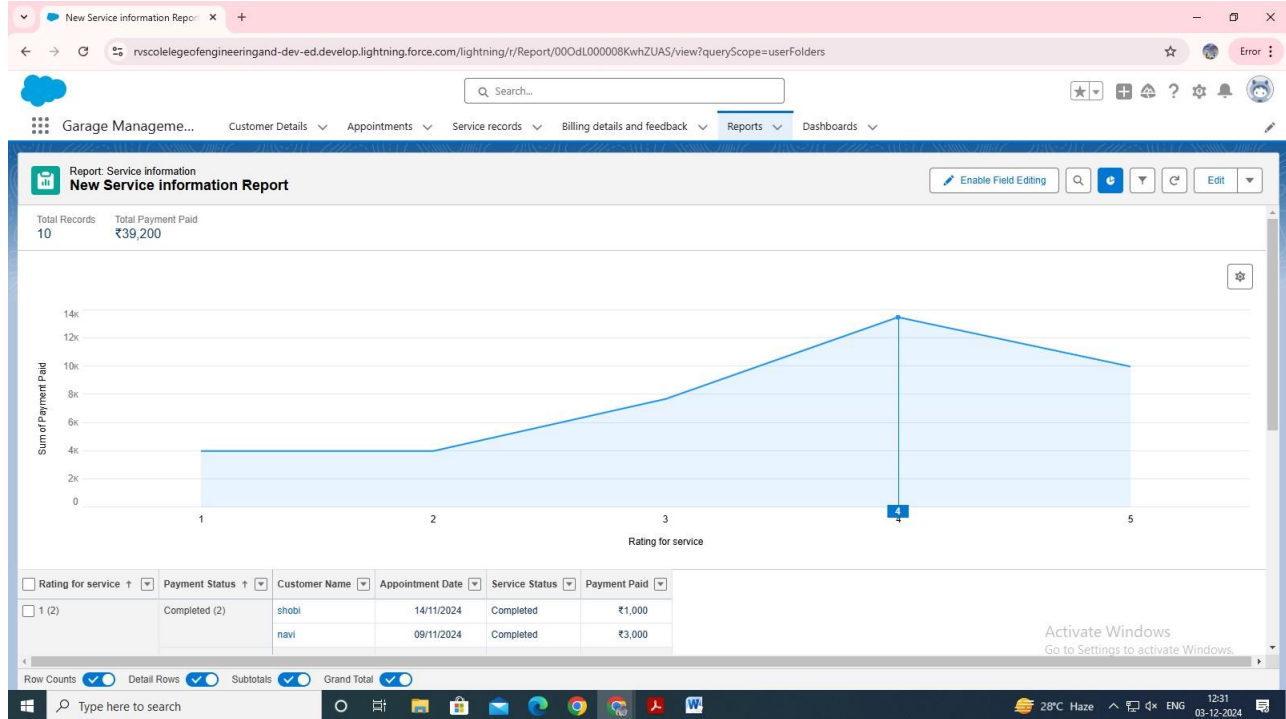 New Service information Repor
rvscolelegeofengineeringand-dev-ed.develop.lightning.force.com/lightning/r/Report/00OdL000008KwhZUAS/view?queryScope=userFolders
Error
Search...
Garage Manageme... Customer Details Appointments Service records Billing details and feedback Reports Dashboards
Report: Service information
New Service information Report
Enable Field Editing
Edit
Total Records Total Payment Paid
10 ₹39,200
14K
12K
10K
8K
6K
4K
2K
0
Sum of Payment Paid
1 2 3 4 5
4
Rating for service
Rating for service ↑ Payment Status ↑ Customer Name Appointment Date Service Status Payment Paid
1 (2) Completed (2) shobi 14/11/2024 Completed ₹1,000
navi 09/11/2024 Completed ₹3,000
Activate Windows
Go to Settings to activate Windows.
Row Counts Detail Rows Subtotals Grand Total
Type here to search
28°C Haze ENG 12:31
03-12-2024